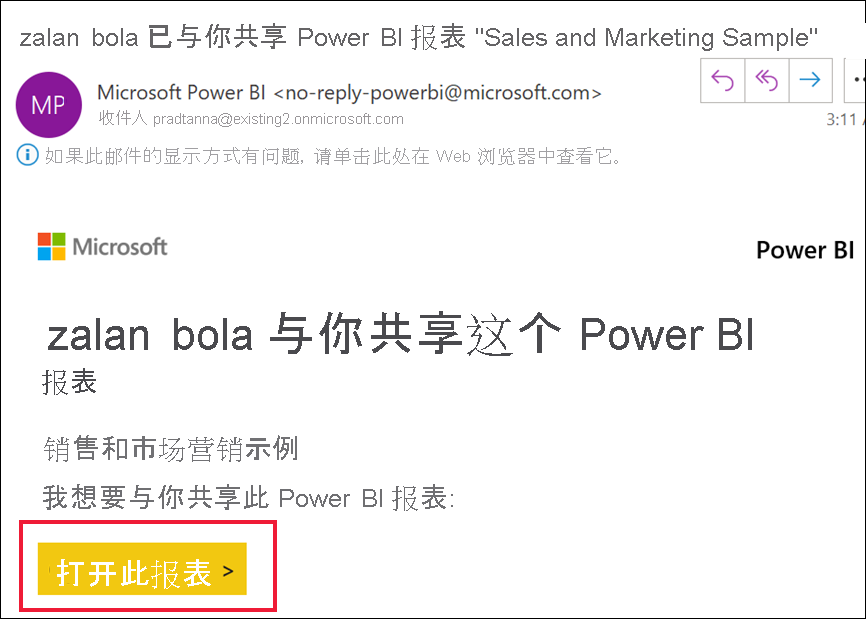 zalan bola 已与你共享 Power BI 报表 "Sales and Marketing Sample"
MP
Microsoft Power BI <no-reply-powerbi@microsoft.com>
收件人 pradtanna@existing2.onmicrosoft.com
3:11
如果此邮件的显示方式有问题, 请单击此处在 Web 浏览器中查看它。
Microsoft
Power BI
zalan bola 与你共享这个 Power BI
报表
销售和市场营销示例
我想要与你共享此 Power BI 报表:
打开此报表 >